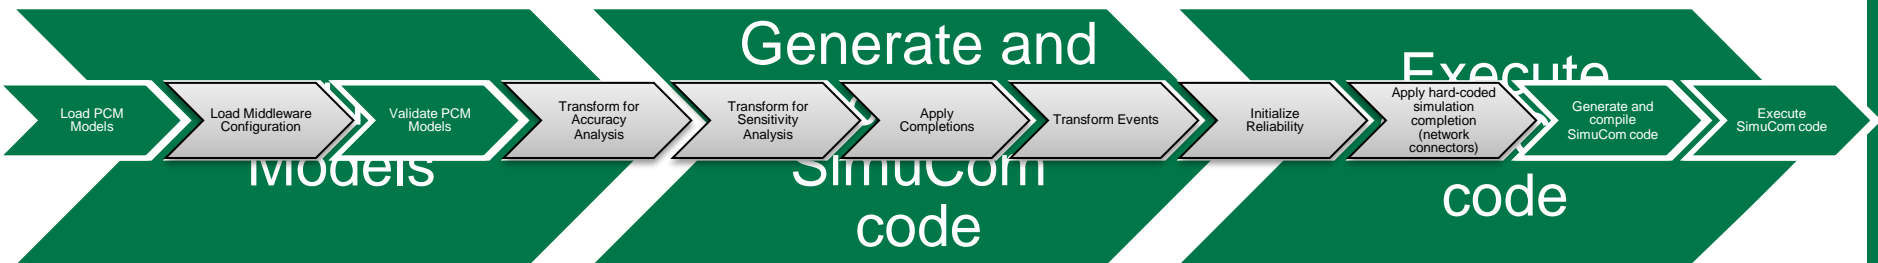 Generate and
Execute
Load PCM
Models
Load Middleware
Configuration
Validate PCM
Models
Transform for
Accuracy
Analysis
Transform for
Sensitivity
Analysis
Apply
Completions
Transform Events
Initialize
Reliability
Apply hard-coded
simulation
completion
(network
connectors)
Generate and
compile
SimuCom code
Execute
SimuCom code
Models
SimuCom
code
code